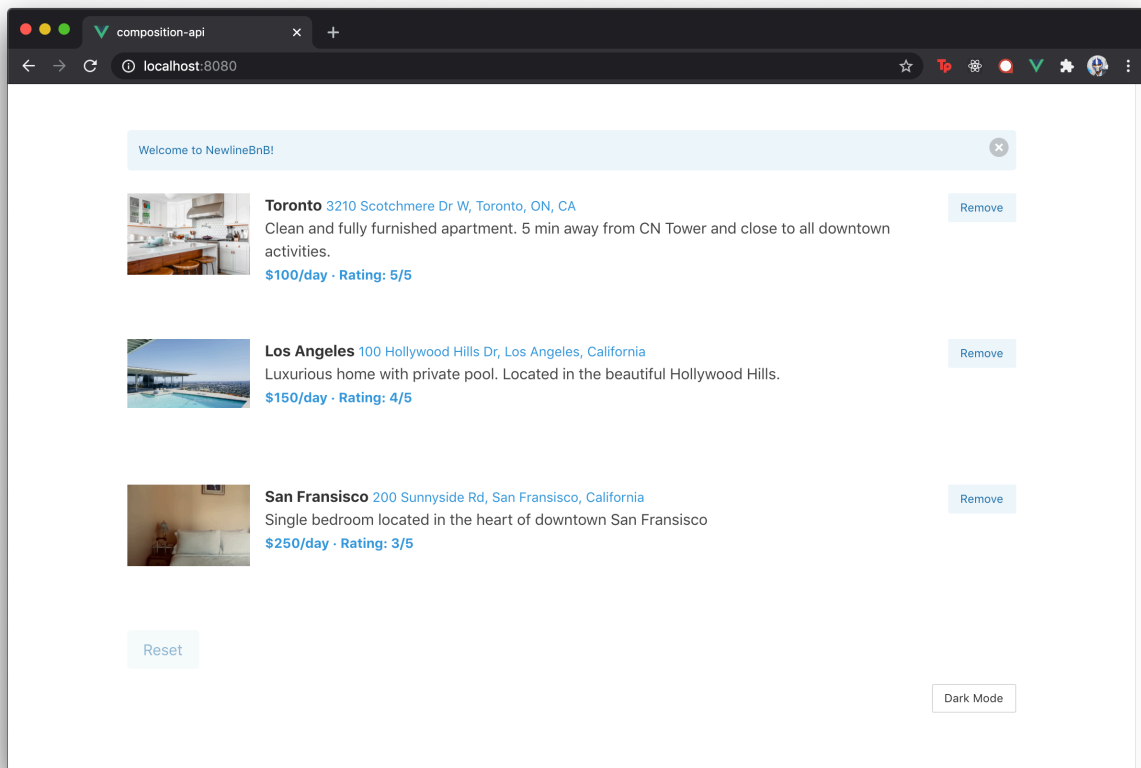 composition-api
localhost:8080
Tp
Welcome to NewlineBnB!
Toronto 3210 Scotchmere Dr W, Toronto, ON, CA
Remove
Clean and fully furnished apartment. 5 min away from CN Tower and close to all downtown
activities.
$100/day · Rating: 5/5
Los Angeles 100 Hollywood Hills Dr, Los Angeles, California
Remove
Luxurious home with private pool. Located in the beautiful Hollywood Hills.
$150/day · Rating: 4/5
San Fransisco 200 Sunnyside Rd, San Fransisco, California
Remove
Single bedroom located in the heart of downtown San Fransisco
$250/day · Rating: 3/5
Reset
Dark Mode